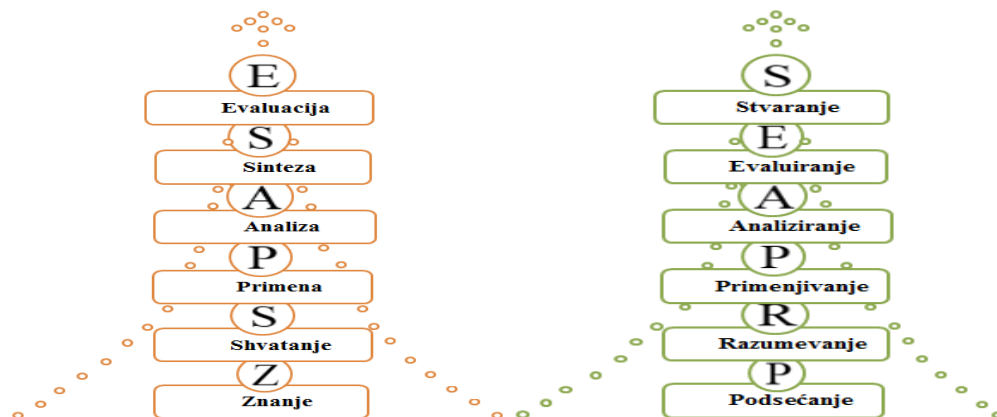 E
Evaluacija
S
Sinteza
A
Analiza
P
Primena
S
Shvatanje
Z
Znanje
S
Stvaranje
E
Evaluiranje
A
Analiziranje
P
Primenjivanje
R
Razumevanje
P
Podsećanje